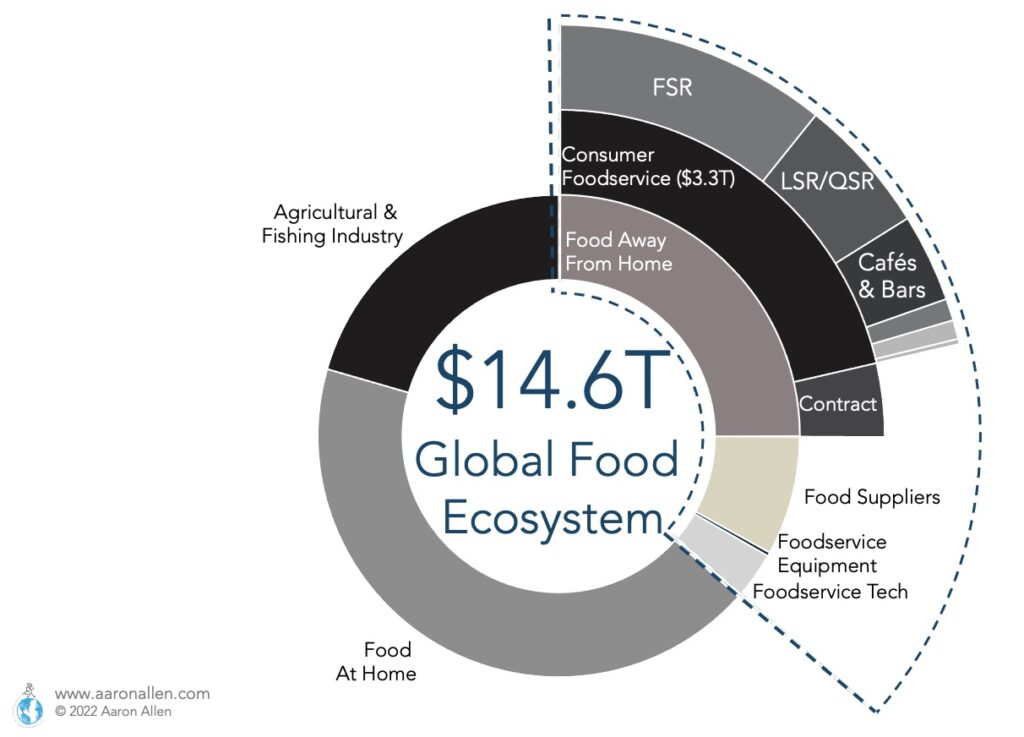 FSR
Consumer
Foodservice ($3.3T)
LSR/QSR
Agricultural &
Fishing Industry
Food Away
From Home
Cafés
& Bars
$14.6T
Global Food
Ecosystem
Contract
Food Suppliers
Foodservice
Equipment
Foodservice Tech
Food
At Home
www.aaronallen.com
© 2022 Aaron Allen